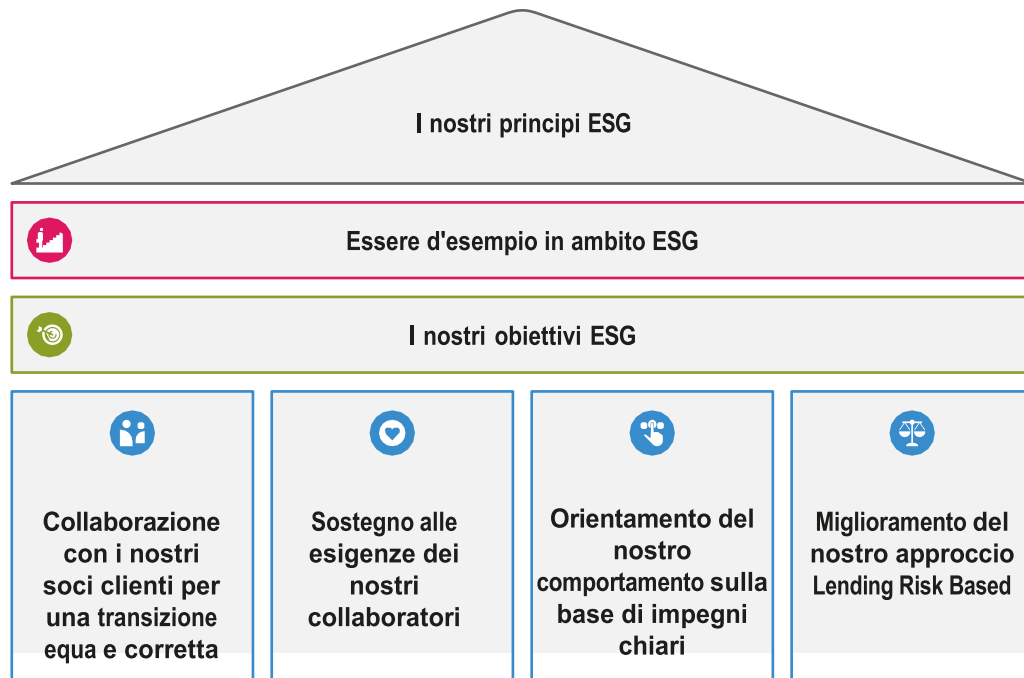 I nostri principi ESG
Essere d'esempio in ambito ESG
I nostri obiettivi ESG
Collaborazione
con i nostri
soci clienti per
una transizione
equa e corretta
Sostegno alle
esigenze dei
nostri
collaboratori
Orientamento del
nostro
comportamento sulla
base di impegni
chiari
Miglioramento del
nostro approccio
Lending Risk Based